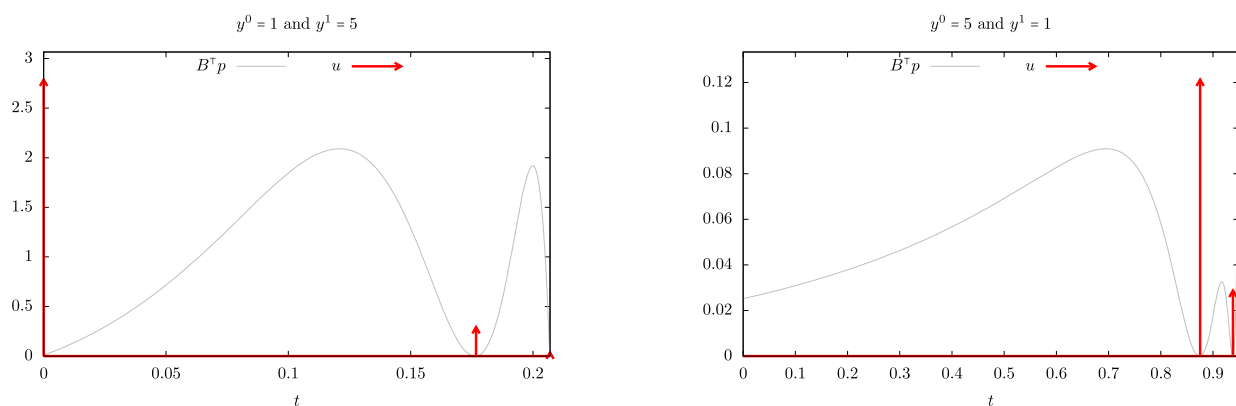 y⁰ = 1 and y¹ = 5
B⊤p
u
3
2.5
2
1.5
1
0.5
0
0 0.05 0.1 0.15 0.2
t
y⁰ = 5 and y¹ = 1
B⊤p
u
0.12
0.1
0.08
0.06
0.04
0.02
0
0 0.1 0.2 0.3 0.4 0.5 0.6 0.7 0.8 0.9
t